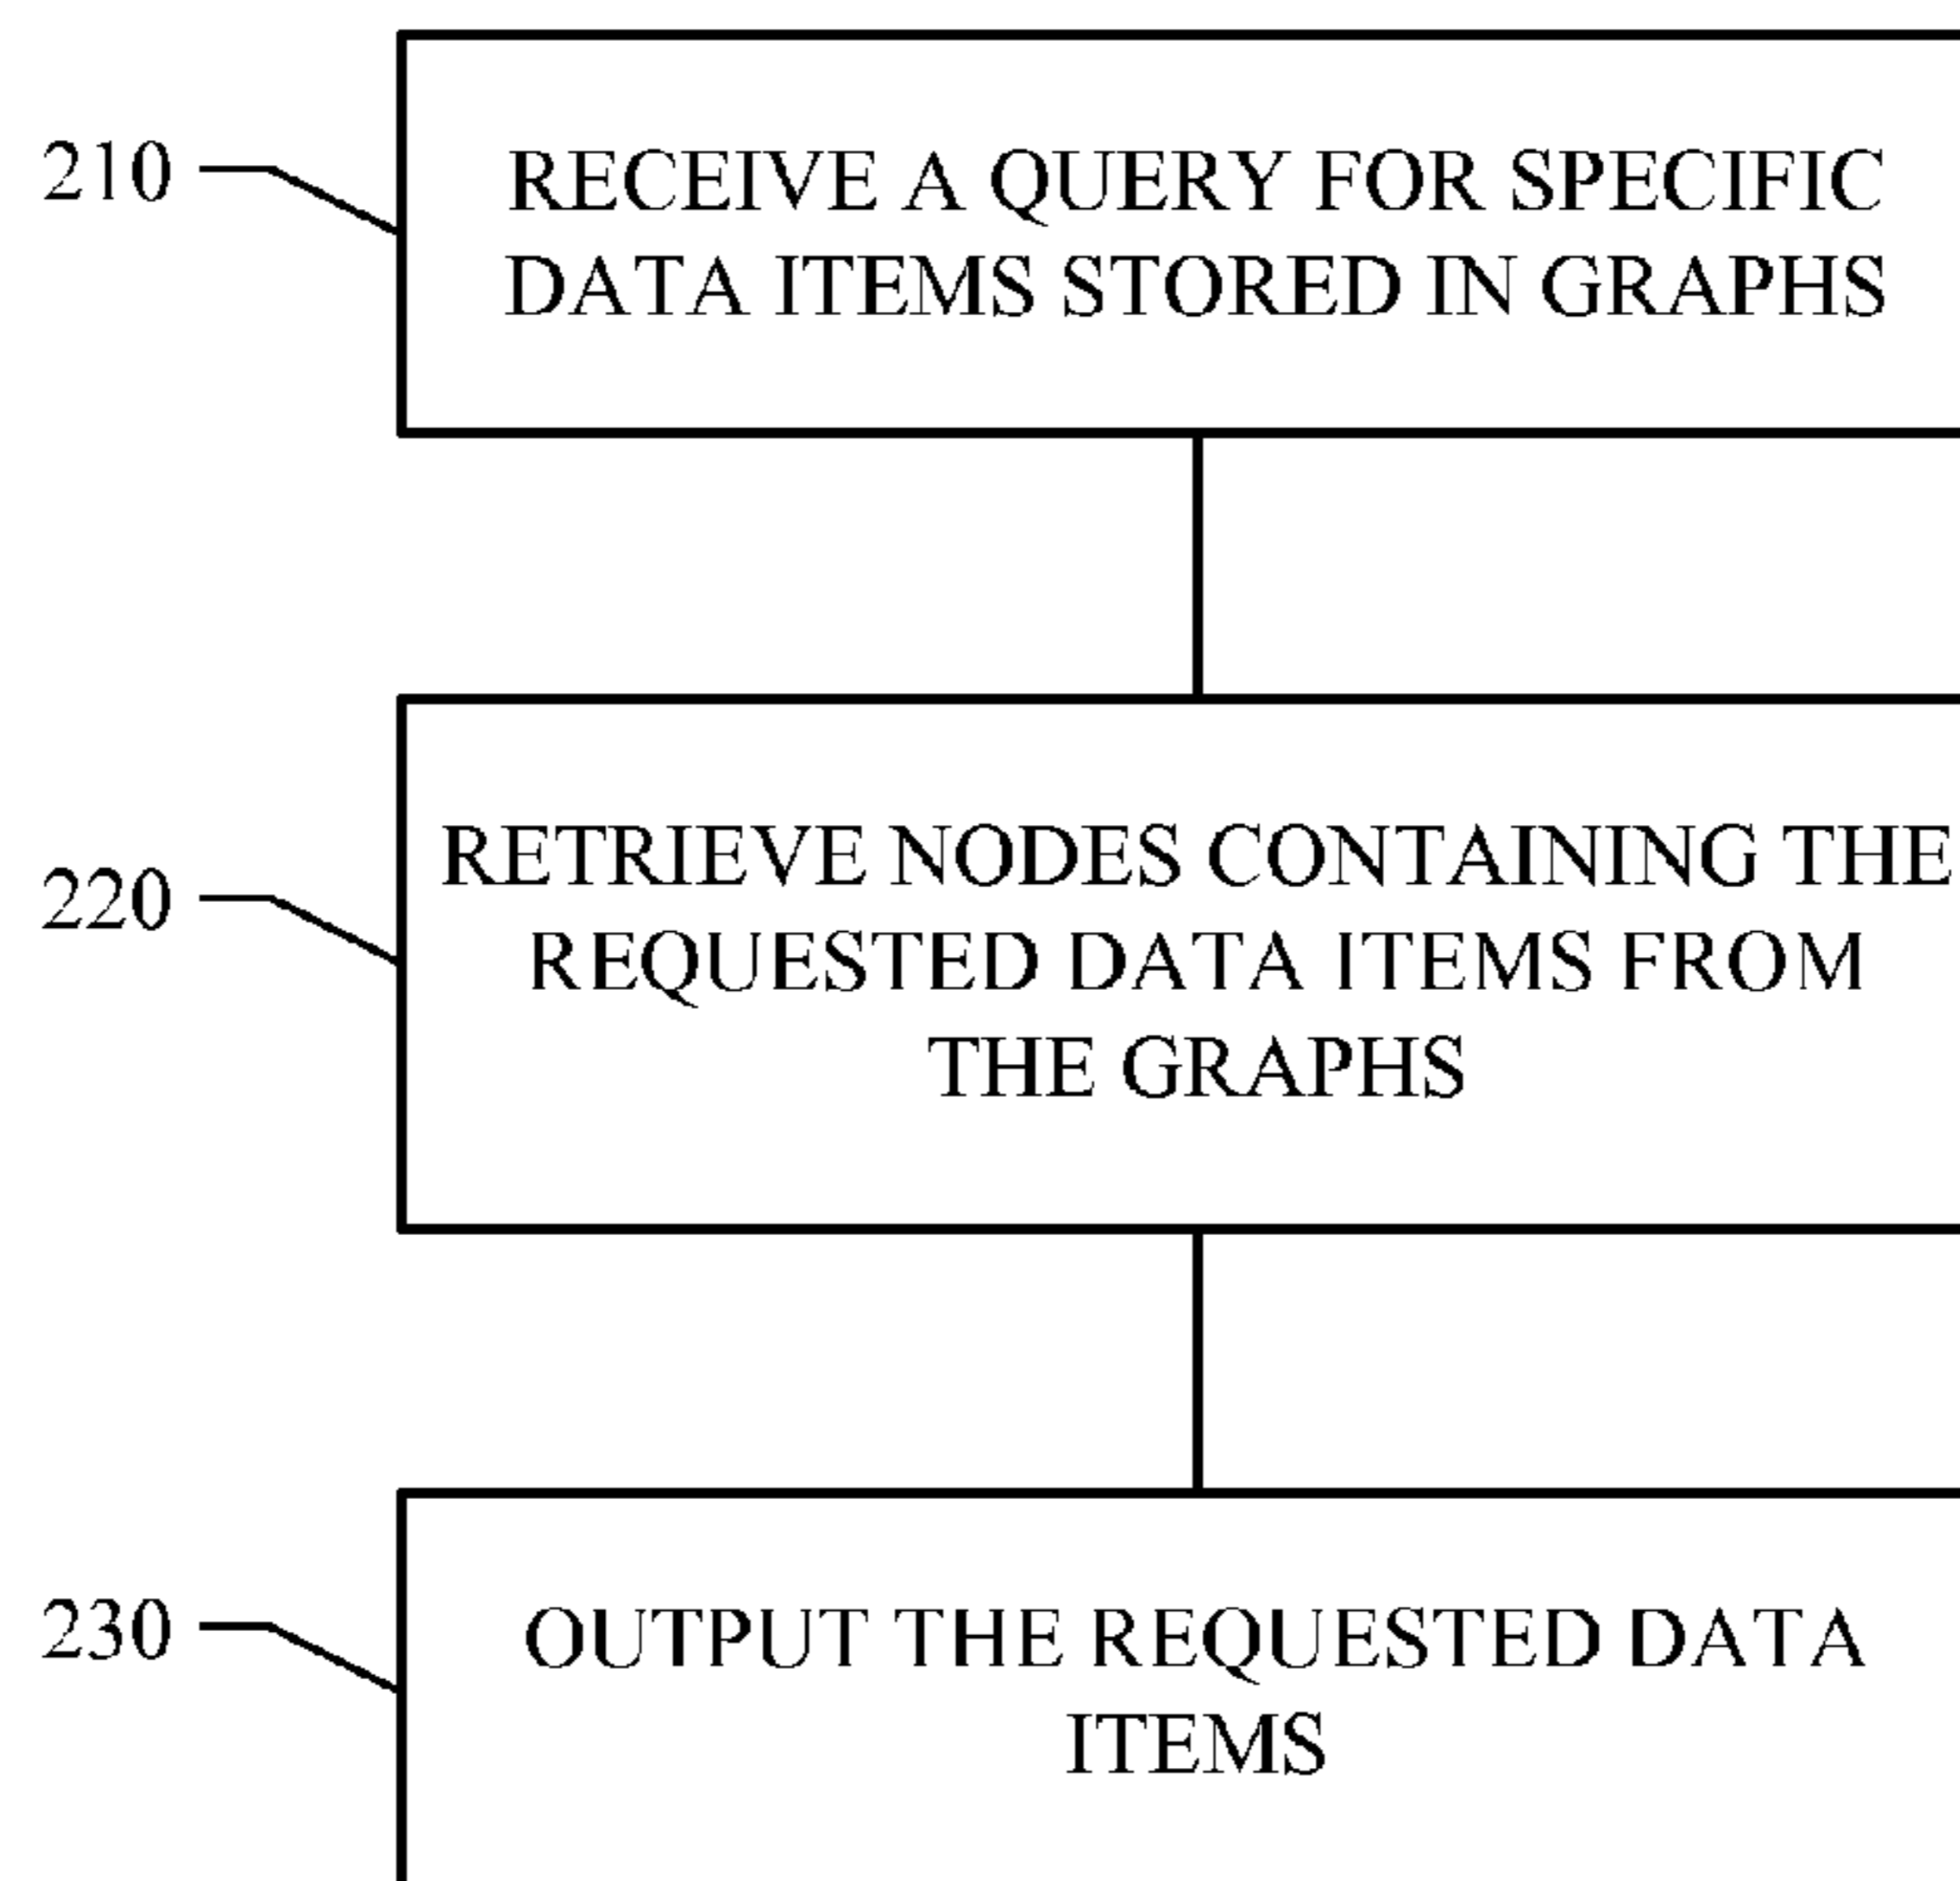 210
RECEIVE A QUERY FOR SPECIFIC
DATA ITEMS STORED IN GRAPHS
220
RETRIEVE NODES CONTAINING THE
REQUESTED DATA ITEMS FROM
THE GRAPHS
230
OUTPUT THE REQUESTED DATA
ITEMS